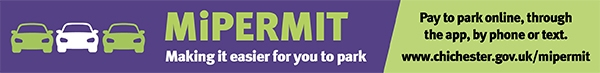 MiPERMIT
Making it easier for you to park
Pay to park online, through
the app, by phone or text.
www.chichester.gov.uk/mipermit